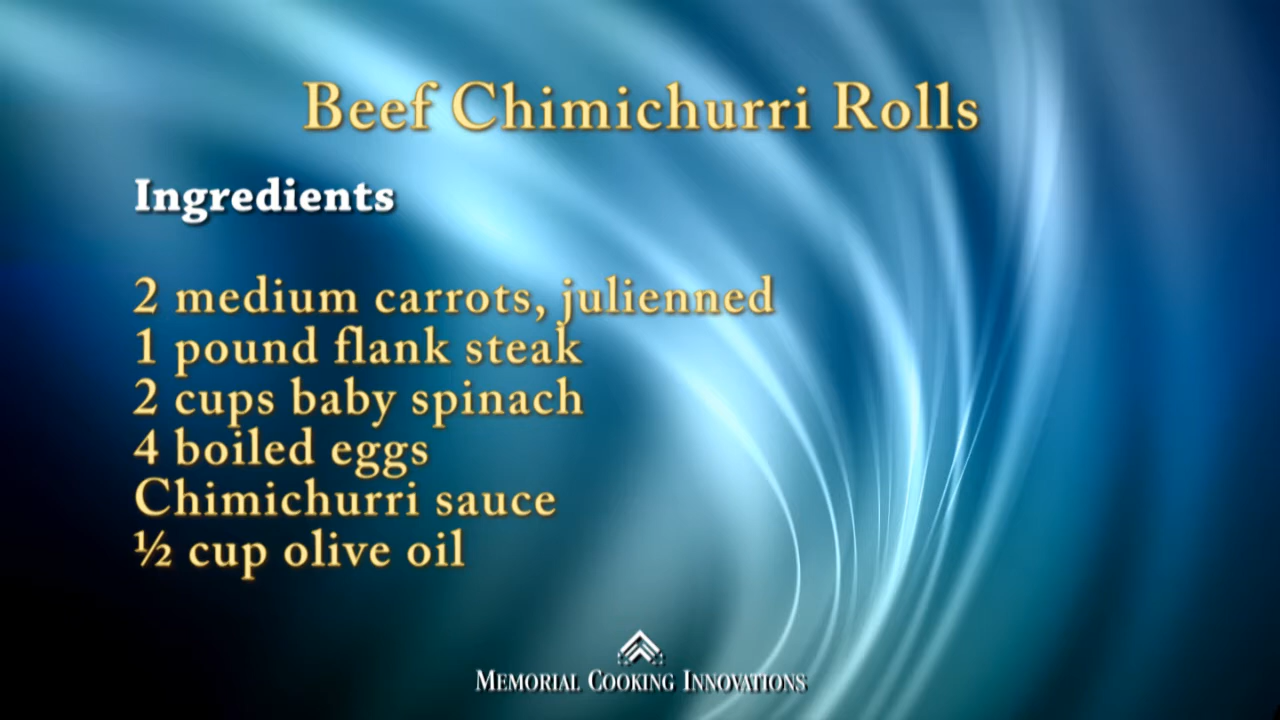 Beef Chimichurri Rolls
Ingredients
2 medium carrots, julienned
1 pound flank steak
2 cups baby spinach
4 boiled eggs
Chimichurri sauce
½ cup olive oil
Memorial Cooking Innovations